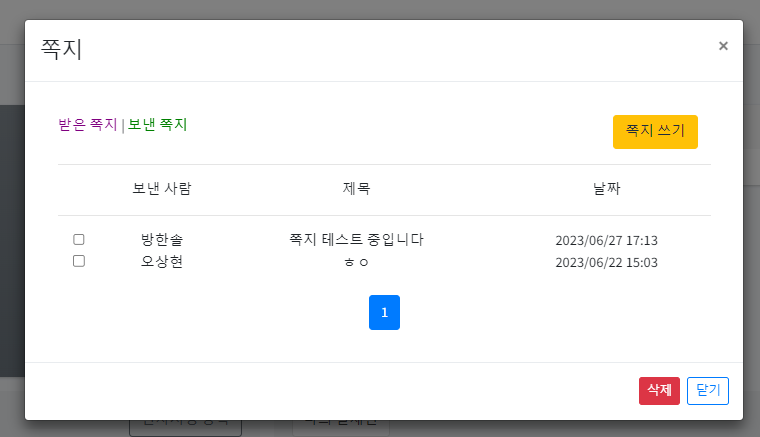 쪽지
×
받은 쪽지 | 보낸 쪽지
쪽지 쓰기
보낸 사람 제목 날짜
방한솔 쪽지 테스트 중입니다 2023/06/27 17:13
오상현 ㅎㅇ 2023/06/22 15:03
1
삭제 닫기